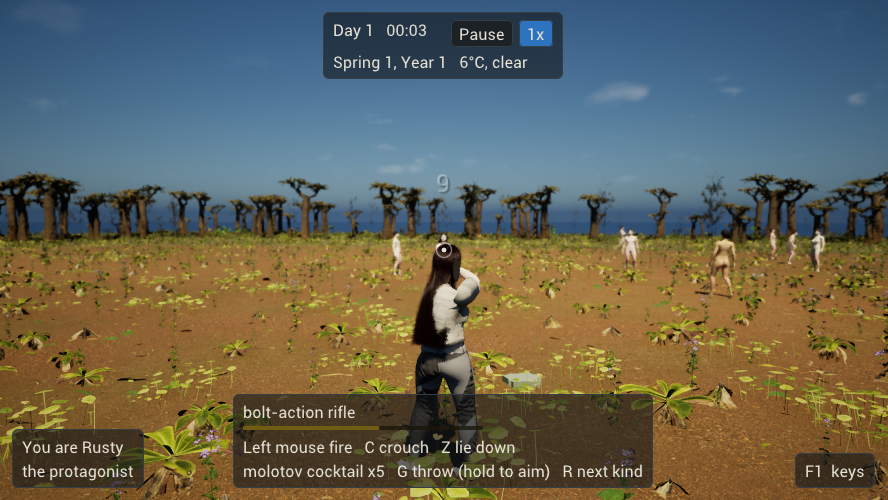 Day 1 00:03 Pause 1x
Spring 1, Year 1 6°C, clear
9
bolt-action rifle
Left mouse fire C crouch Z lie down
molotov cocktail x5 G throw (hold to aim) R next kind
You are Rusty
the protagonist
F1 keys